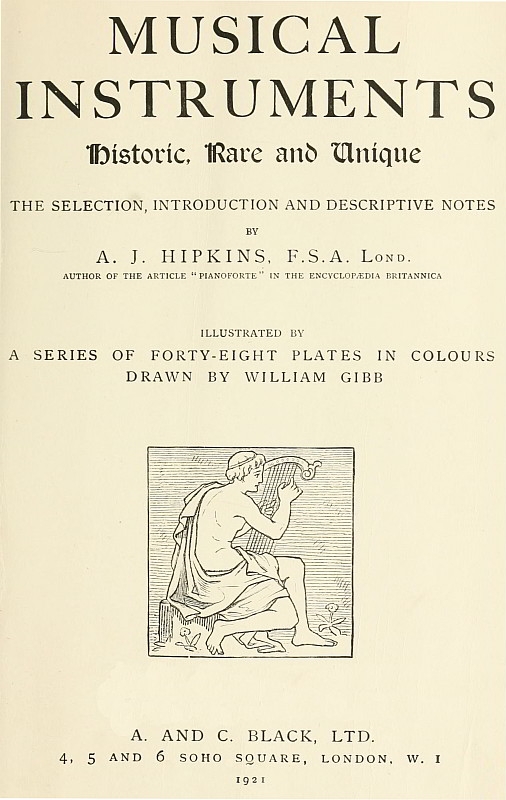 MUSICAL
INSTRUMENTS
Historic, Rare and Unique
THE SELECTION, INTRODUCTION AND DESCRIPTIVE NOTES
BY
A. J. HIPKINS, F.S.A. LOND.
AUTHOR OF THE ARTICLE "PIANOFORTE" IN THE ENCYCLOPÆDIA BRITANNICA
ILLUSTRATED BY
A SERIES OF FORTY-EIGHT PLATES IN COLOURS
DRAWN BY WILLIAM GIBB
A. AND C. BLACK, LTD.
4, 5 AND 6 SOHO SQUARE, LONDON, W. 1
1921